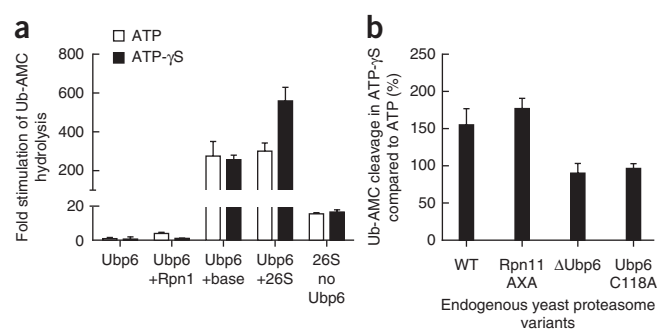 a
ATP
ATP-γS
Fold stimulation of Ub-AMC
hydrolysis
800
600
400
200
20
0
Ubp6
Ubp6
+Rpn1
Ubp6
+base
Ubp6
+26S
26S
no
Ubp6
b
Ub-AMC cleavage in ATP-γS
compared to ATP (%)
250
200
150
100
50
0
WT
Rpn11
AXA
ΔUbp6
Ubp6
C118A
Endogenous yeast proteasome
variants